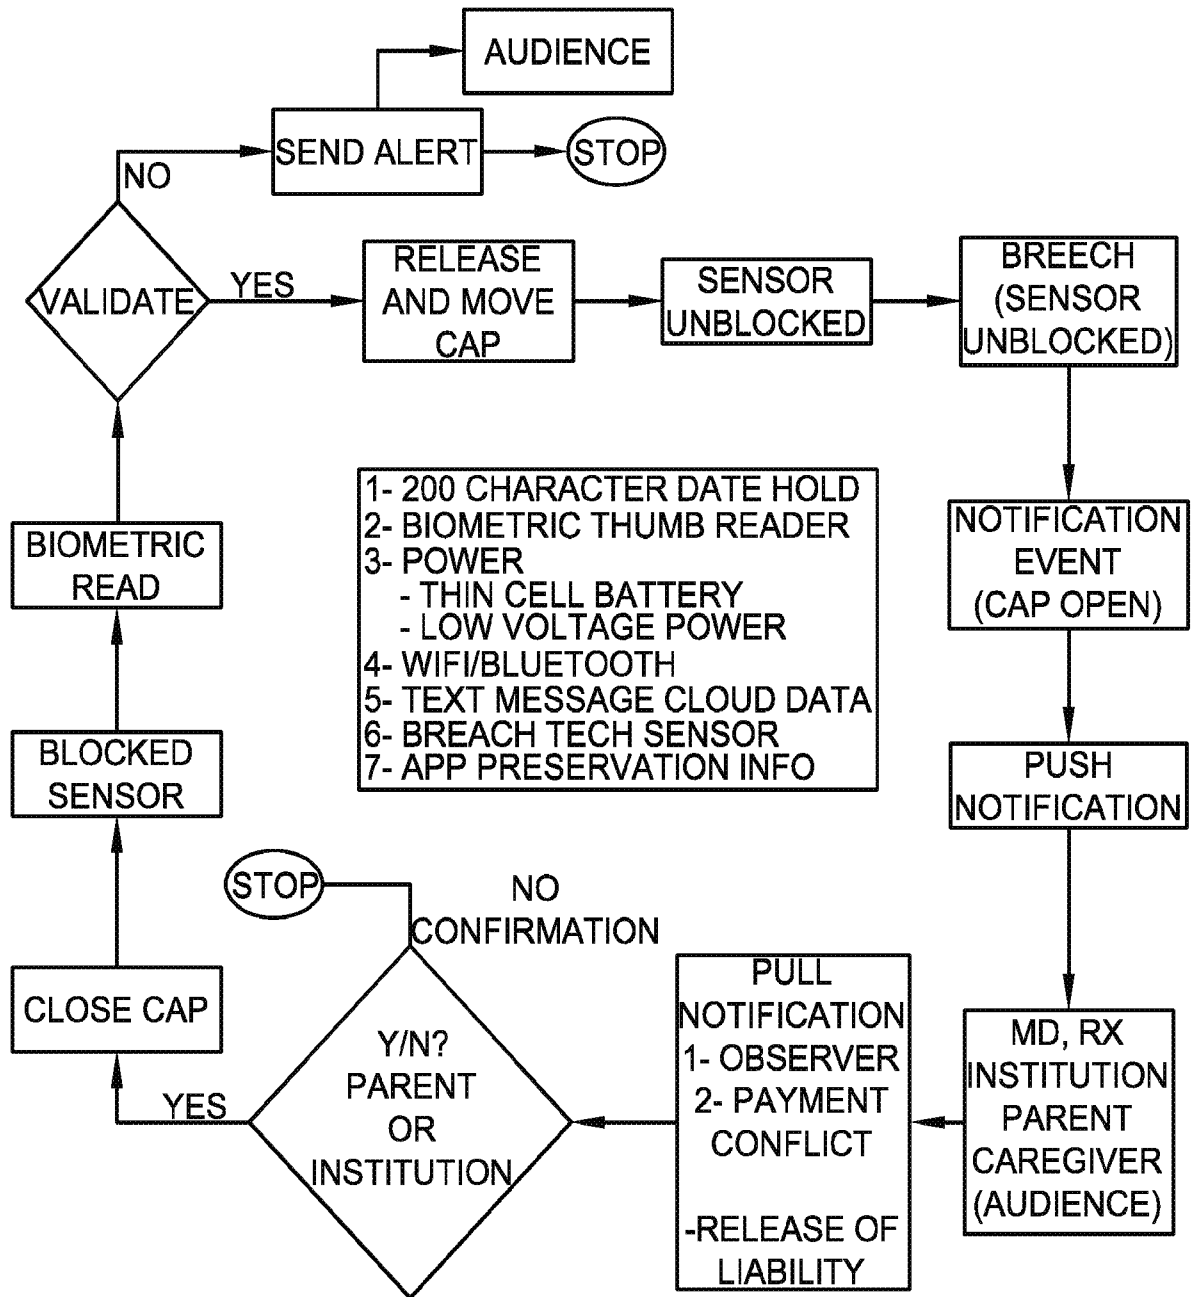 AUDIENCE
SEND ALERT
STOP
NO
VALIDATE
YES
RELEASE
AND MOVE
CAP
SENSOR
UNBLOCKED
BREECH
(SENSOR
UNBLOCKED)
BIOMETRIC
READ
1- 200 CHARACTER DATE HOLD
2- BIOMETRIC THUMB READER
3- POWER
- THIN CELL BATTERY
- LOW VOLTAGE POWER
4- WIFI/BLUETOOTH
5- TEXT MESSAGE CLOUD DATA
6- BREACH TECH SENSOR
7- APP PRESERVATION INFO
NOTIFICATION
EVENT
(CAP OPEN)
BLOCKED
SENSOR
PUSH
NOTIFICATION
STOP
NO
CONFIRMATION
CLOSE CAP
YES
Y/N?
PARENT
OR
INSTITUTION
PULL
NOTIFICATION
1- OBSERVER
2- PAYMENT
CONFLICT
-RELEASE OF
LIABILITY
MD, RX
INSTITUTION
PARENT
CAREGIVER
(AUDIENCE)